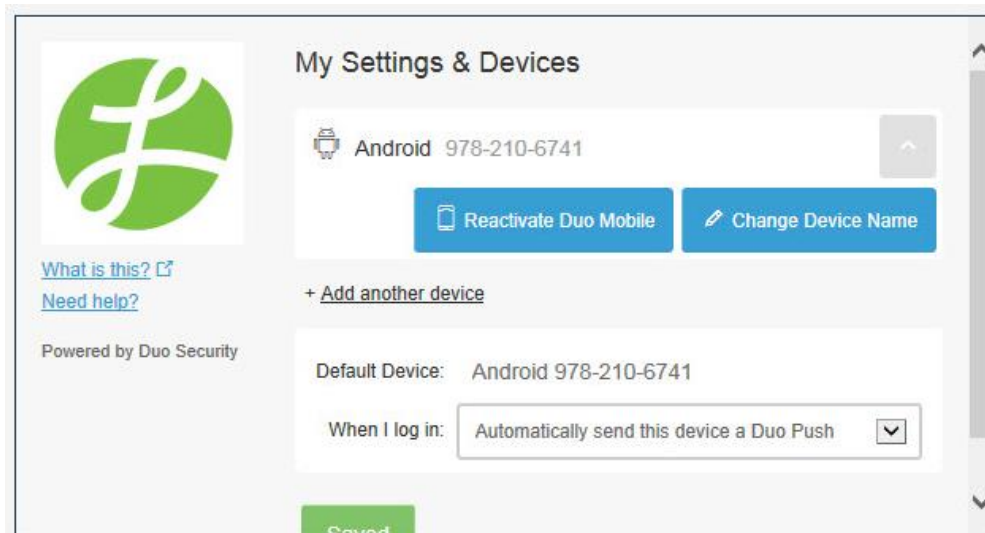 My Settings & Devices
Android 978-210-6741
Reactivate Duo Mobile
Change Device Name
What is this?
Need help?
+ Add another device
Powered by Duo Security
Default Device: Android 978-210-6741
When I log in: Automatically send this device a Duo Push
Saved